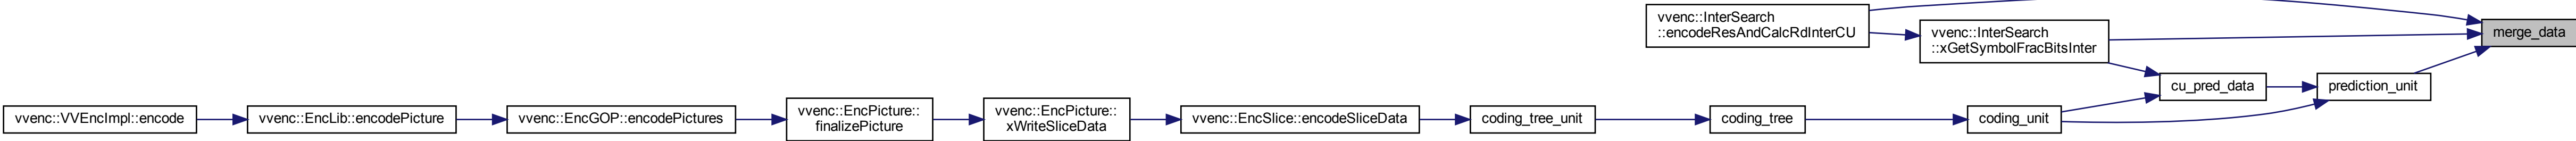 vvenc::InterSearch
::encodeResAndCalcRdInterCU
vvenc::InterSearch
::xGetSymbolFracBitsInter
merge_data
cu_pred_data
prediction_unit
vvenc::VVEncImpl::encode
vvenc::EncLib::encodePicture
vvenc::EncGOP::encodePictures
vvenc::EncPicture::
finalizePicture
vvenc::EncPicture::
xWriteSliceData
vvenc::EncSlice::encodeSliceData
coding_tree_unit
coding_tree
coding_unit